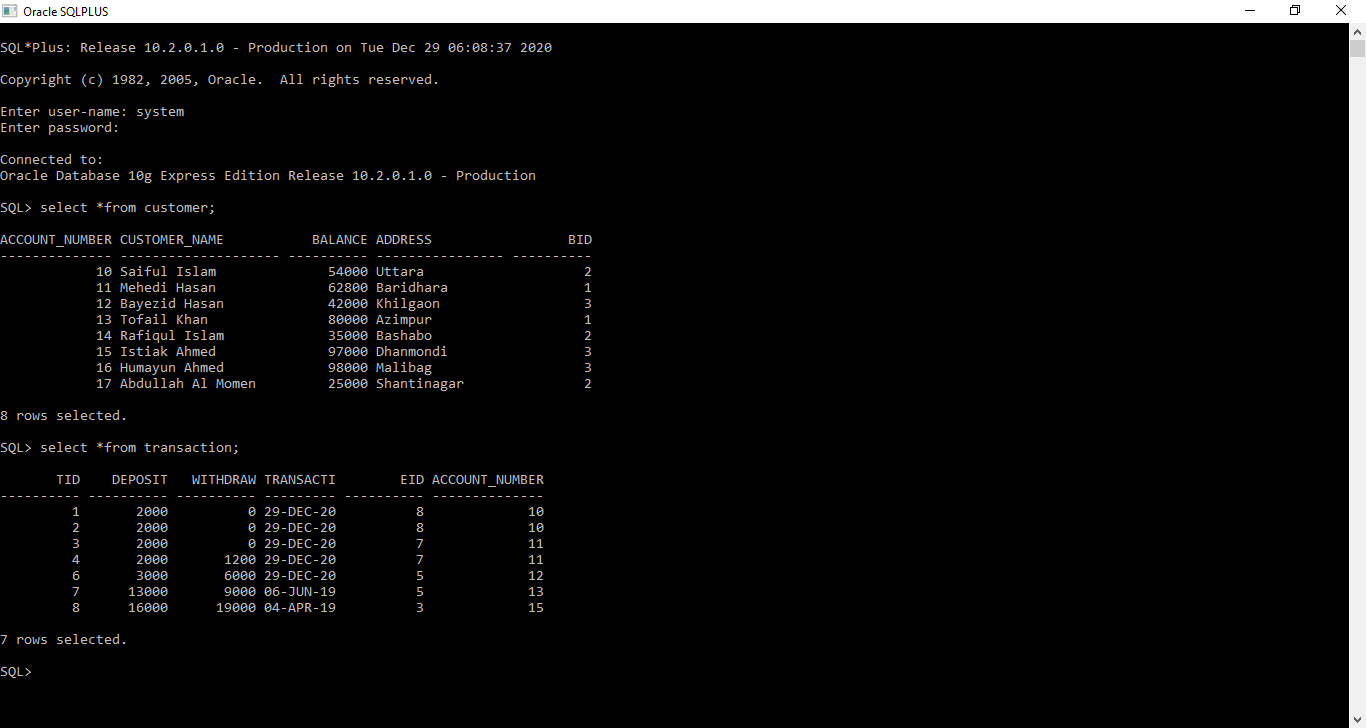 Oracle SQLPLUS
SQL*Plus: Release 10.2.0.1.0 - Production on Tue Dec 29 06:08:37 2020
Copyright (c) 1982, 2005, Oracle.  All rights reserved.
Enter user-name: system
Enter password:
Connected to:
Oracle Database 10g Express Edition Release 10.2.0.1.0 - Production
SQL> select *from customer;
ACCOUNT_NUMBER CUSTOMER_NAME           BALANCE ADDRESS                 BID
-------------- -------------------- ---------- ---------------- ----------
            10 Saiful Islam              54000 Uttara                    2
            11 Mehedi Hasan              62800 Baridhara                 1
            12 Bayezid Hasan             42000 Khilgaon                  3
            13 Tofail Khan               80000 Azimpur                   1
            14 Rafiqul Islam             35000 Bashabo                   2
            15 Istiak Ahmed              97000 Dhanmondi                 3
            16 Humayun Ahmed             98000 Malibag                   3
            17 Abdullah Al Momen         25000 Shantinagar               2
8 rows selected.
SQL> select *from transaction;
       TID    DEPOSIT   WITHDRAW TRANSACTI        EID ACCOUNT_NUMBER
---------- ---------- ---------- --------- ---------- --------------
         1       2000          0 29-DEC-20          8             10
         2       2000          0 29-DEC-20          8             10
         3       2000          0 29-DEC-20          7             11
         4       2000       1200 29-DEC-20          7             11
         6       3000       6000 29-DEC-20          5             12
         7      13000       9000 06-JUN-19          5             13
         8      16000      19000 04-APR-19          3             15
7 rows selected.
SQL>